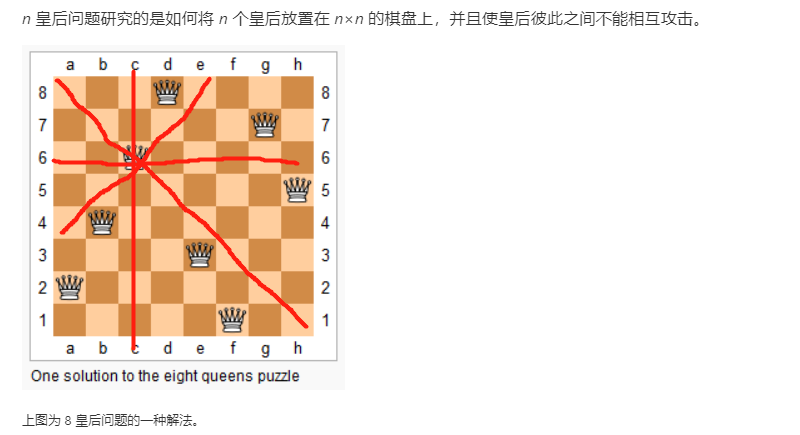 n 皇后问题研究的是如何将 n 个皇后放置在 n×n 的棋盘上，并且使皇后彼此之间不能相互攻击。
a b c d e f g h
8 8
7 7
6 6
5 5
4 4
3 3
2 2
1 1
a b c d e f g h
One solution to the eight queens puzzle
上图为 8 皇后问题的一种解法。